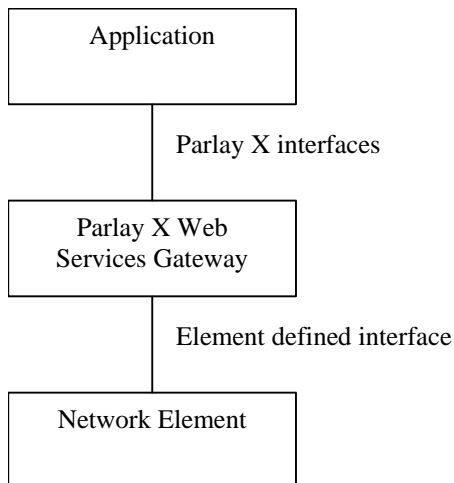 Application
Parlay X interfaces
Parlay X Web
Services Gateway
Element defined interface
Network Element